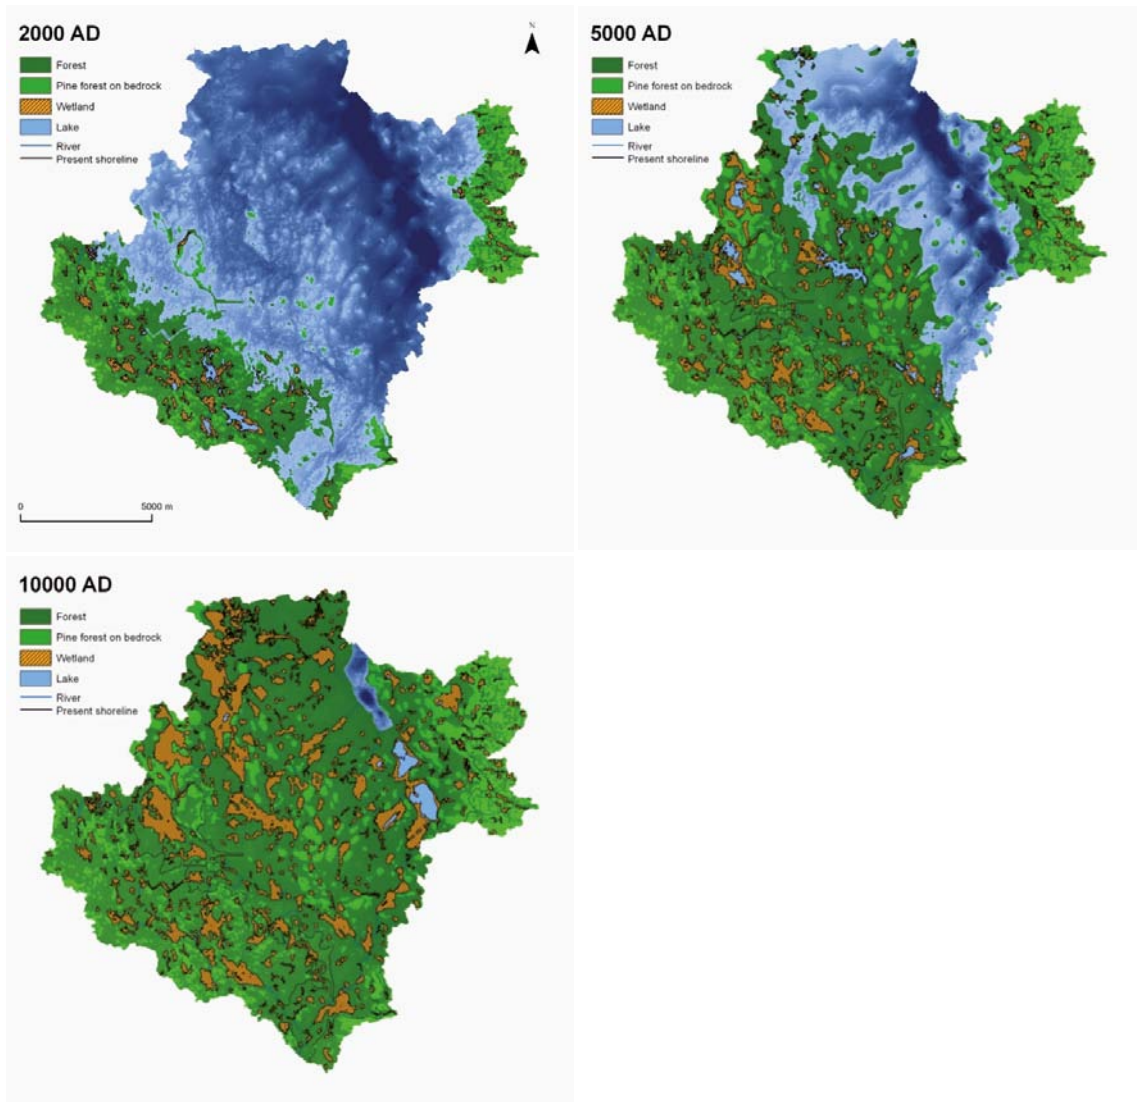 2000 AD
Forest
Pine forest on bedrock
Wetland
Lake
River
Present shoreline
N
0 5000 m
5000 AD
Forest
Pine forest on bedrock
Wetland
Lake
River
Present shoreline
10000 AD
Forest
Pine forest on bedrock
Wetland
Lake
River
Present shoreline